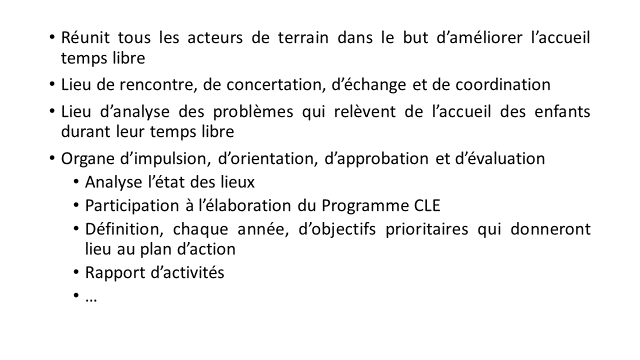 • Réunit tous les acteurs de terrain dans le but d’améliorer l’accueil
temps libre
• Lieu de rencontre, de concertation, d’échange et de coordination
• Lieu d’analyse des problèmes qui relèvent de l’accueil des enfants
durant leur temps libre
• Organe d’impulsion, d’orientation, d’approbation et d’évaluation
• Analyse l’état des lieux
• Participation à l’élaboration du Programme CLE
• Définition, chaque année, d’objectifs prioritaires qui donneront
lieu au plan d’action
• Rapport d’activités
• …